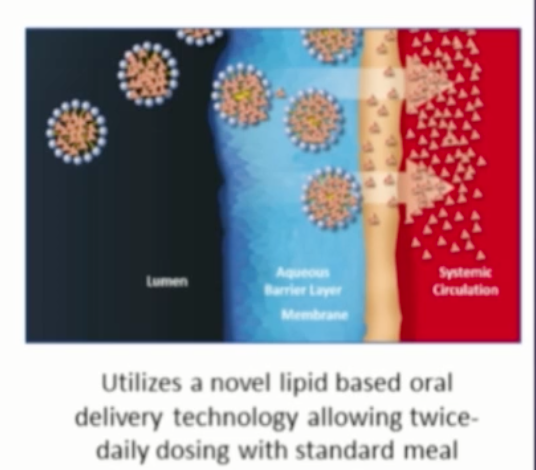 Lumen
Aqueous
Barrier Layer
Membrane
Systemic
Circulation
Utilizes a novel lipid based oral
delivery technology allowing twice-
daily dosing with standard meal